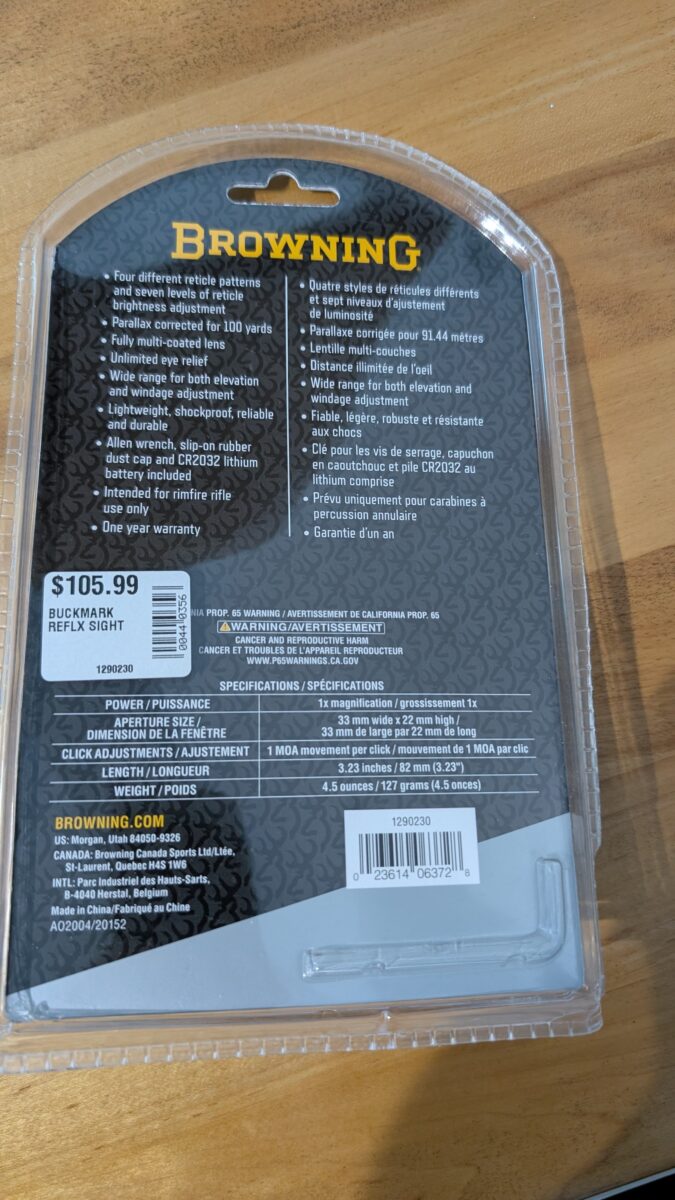 BROWNING
• Four different reticle patterns
and seven levels of reticle
brightness adjustment
• Parallax corrected for 100 yards
• Fully multi-coated lens
• Unlimited eye relief
• Wide range for both elevation
and windage adjustment
• Lightweight, shockproof, reliable
and durable
• Allen wrench, slip-on rubber
dust cap and CR2032 lithium
battery included
• Intended for rimfire rifle
use only
• One year warranty
• Quatre styles de réticules différents
et sept niveaux d'ajustement
de luminosité
• Parallaxe corrigée pour 91.44 mètres
• Lentille multi-couches
• Distance illimitée de l'oeil
• Wide range for both elevation and
windage adjustment
• Fiable, légère, robuste et résistante
aux chocs
• Clé pour les vis de serrage, capuchon
en caoutchouc et pile CR2032 au
lithium comprise
• Prévu uniquement pour carabines à
percussion annulaire
• Garantie d'un an
$105.99
BUCKMARK
REFLX SIGHT
00440356
1290230
NIA PROP. 65 WARNING / AVERTISSEMENT DE CALIFORNIA PROP. 65
⚠WARNING/AVERTISSEMENT
CANCER AND REPRODUCTIVE HARM
CANCER ET TROUBLES DE L'APPAREIL REPRODUCTEUR
WWW.P65WARNINGS.CA.GOV
SPECIFICATIONS / SPÉCIFICATIONS
POWER / PUISSANCE 1x magnification / grossissement 1x
APERTURE SIZE / 33 mm wide x 22 mm high /
DIMENSION DE LA FENÊTRE 33 mm de large par 22 mm de long
CLICK ADJUSTMENTS / AJUSTEMENT 1 MOA movement per click / mouvement de 1 MOA par clic
LENGTH / LONGUEUR 3.23 inches / 82 mm (3.23")
WEIGHT / POIDS 4.5 ounces / 127 grams (4.5 onces)
BROWNING.COM
US: Morgan, Utah 84050-9326
CANADA: Browning Canada Sports Ltd/Ltée,
St-Laurent, Quebec H4S 1W6
INTL: Parc Industriel des Hauts-Sarts,
B-4040 Herstal, Belgium
Made in China/Fabriqué au Chine
AO2004/20152
1290230
0 23614 06372 8